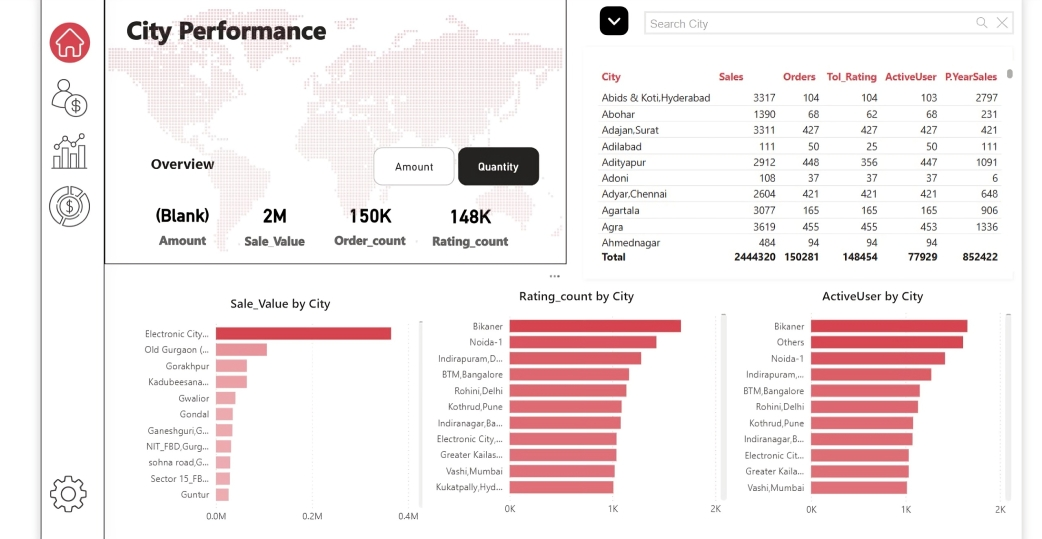 City Performance
Overview
Amount
Quantity
(Blank) 2M 150K 148K
Amount Sale_Value Order_count Rating_count
Search City
City Sales Orders Tol_Rating ActiveUser P.YearSales
Abids & Koti,Hyderabad 3317 104 104 103 2797
Abohar 1390 68 62 68 231
Adajan,Surat 3311 427 427 427 421
Adilabad 111 50 25 50 111
Adityapur 2912 448 356 447 1091
Adoni 108 37 37 37 6
Adyar,Chennai 2604 421 421 421 648
Agartala 3077 165 165 165 906
Agra 3619 455 455 453 1336
Ahmednagar 484 94 94 94
Total 2444320 150281 148454 77929 852422
Sale_Value by City
Electronic City...
Old Gurgaon (...
Gorakhpur
Kadubeesana...
Gwalior
Gondal
Ganeshguri,G...
NIT_FBD,Gurg...
sohna road,G...
Sector 15_FB...
Guntur
0.0M 0.2M 0.4M
Rating_count by City
Bikaner
Noida-1
Indirapuram,D...
BTM,Bangalore
Rohini,Delhi
Kothrud,Pune
Indiranagar,Ba...
Electronic City,...
Greater Kailas...
Vashi,Mumbai
Kukatpally,Hyd...
0K 1K 2K
ActiveUser by City
Bikaner
Others
Noida-1
Indirapuram,...
BTM,Bangalore
Rohini,Delhi
Kothrud,Pune
Indiranagar,B...
Electronic Cit...
Greater Kaila...
Vashi,Mumbai
0K 1K 2K